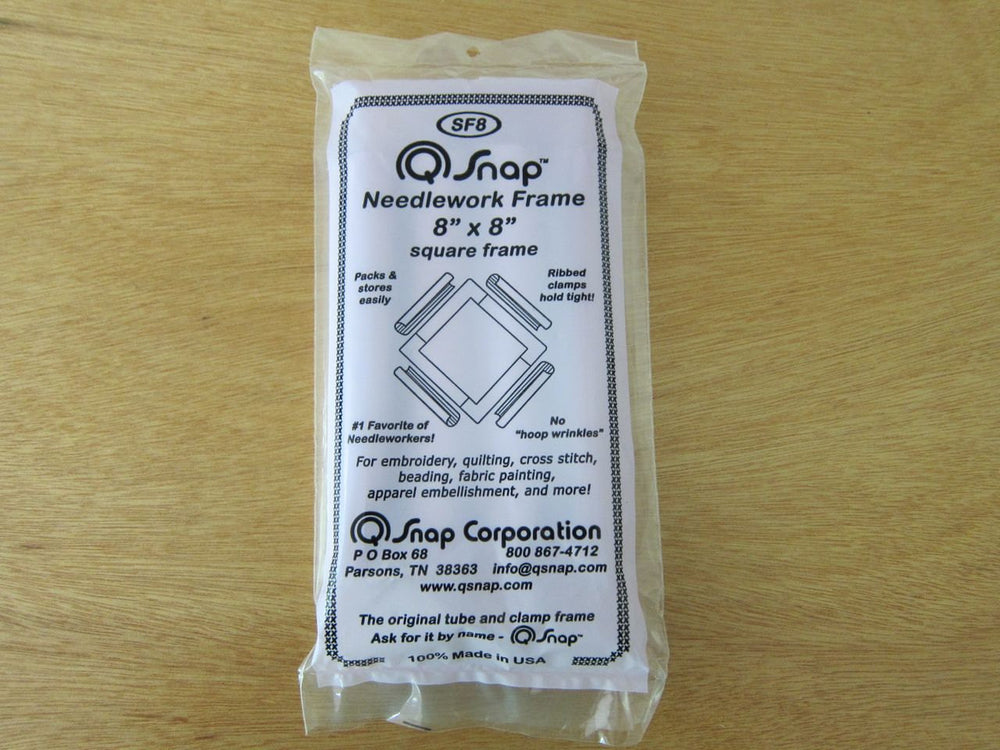 SF8
Q Snap™
Needlework Frame
8” x 8”
square frame
Packs &
stores
easily
Ribbed
clamps
hold tight!
#1 Favorite of
Needleworkers!
No
"hoop wrinkles"
For embroidery, quilting, cross stitch,
beading, fabric painting,
apparel embellishment, and more!
Q Snap Corporation
P O Box 68 800 867-4712
Parsons, TN 38363 info@qsnap.com
www.qsnap.com
The original tube and clamp frame
Ask for it by name - Q Snap™
100% Made in USA